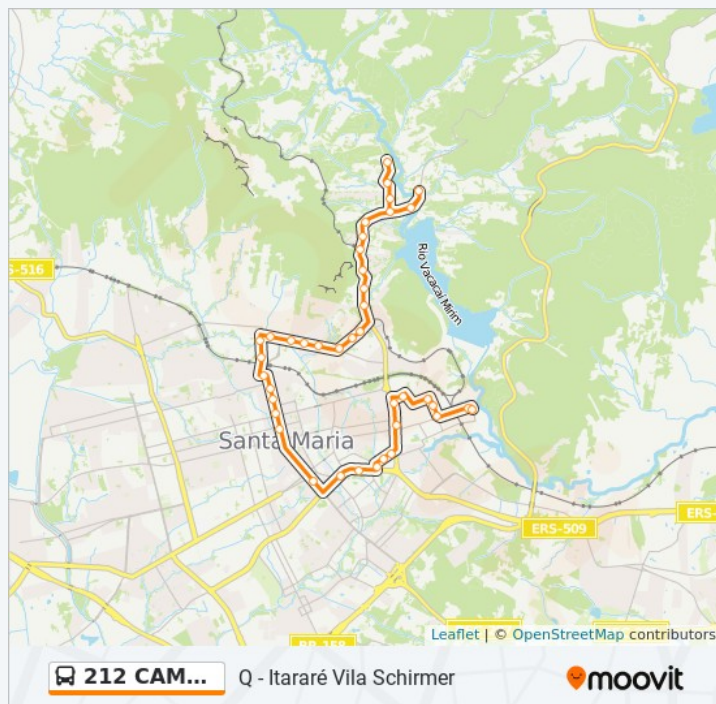 Rio Vacacaí Mirim
S-516
Santa Maria
ERS-509
ERS-
BR-158
Leaflet | © OpenStreetMap contributors
212 CAM...
Q - Itararé Vila Schirmer
moovit